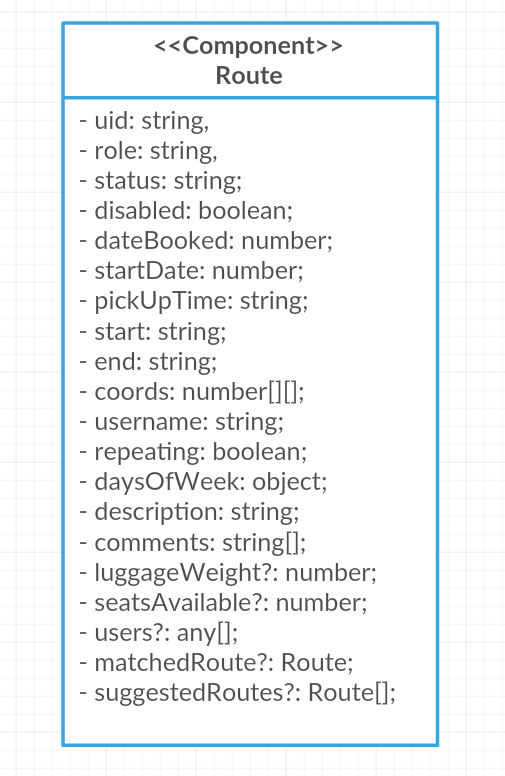 <<Component>>
Route
- uid: string,
- role: string,
- status: string;
- disabled: boolean;
- dateBooked: number;
- startDate: number;
- pickUpTime: string;
- start: string;
- end: string;
- coords: number[][];
- username: string;
- repeating: boolean;
- daysOfWeek: object;
- description: string;
- comments: string[];
- luggageWeight?: number;
- seatsAvailable?: number;
- users?: any[];
- matchedRoute?: Route;
- suggestedRoutes?: Route[];